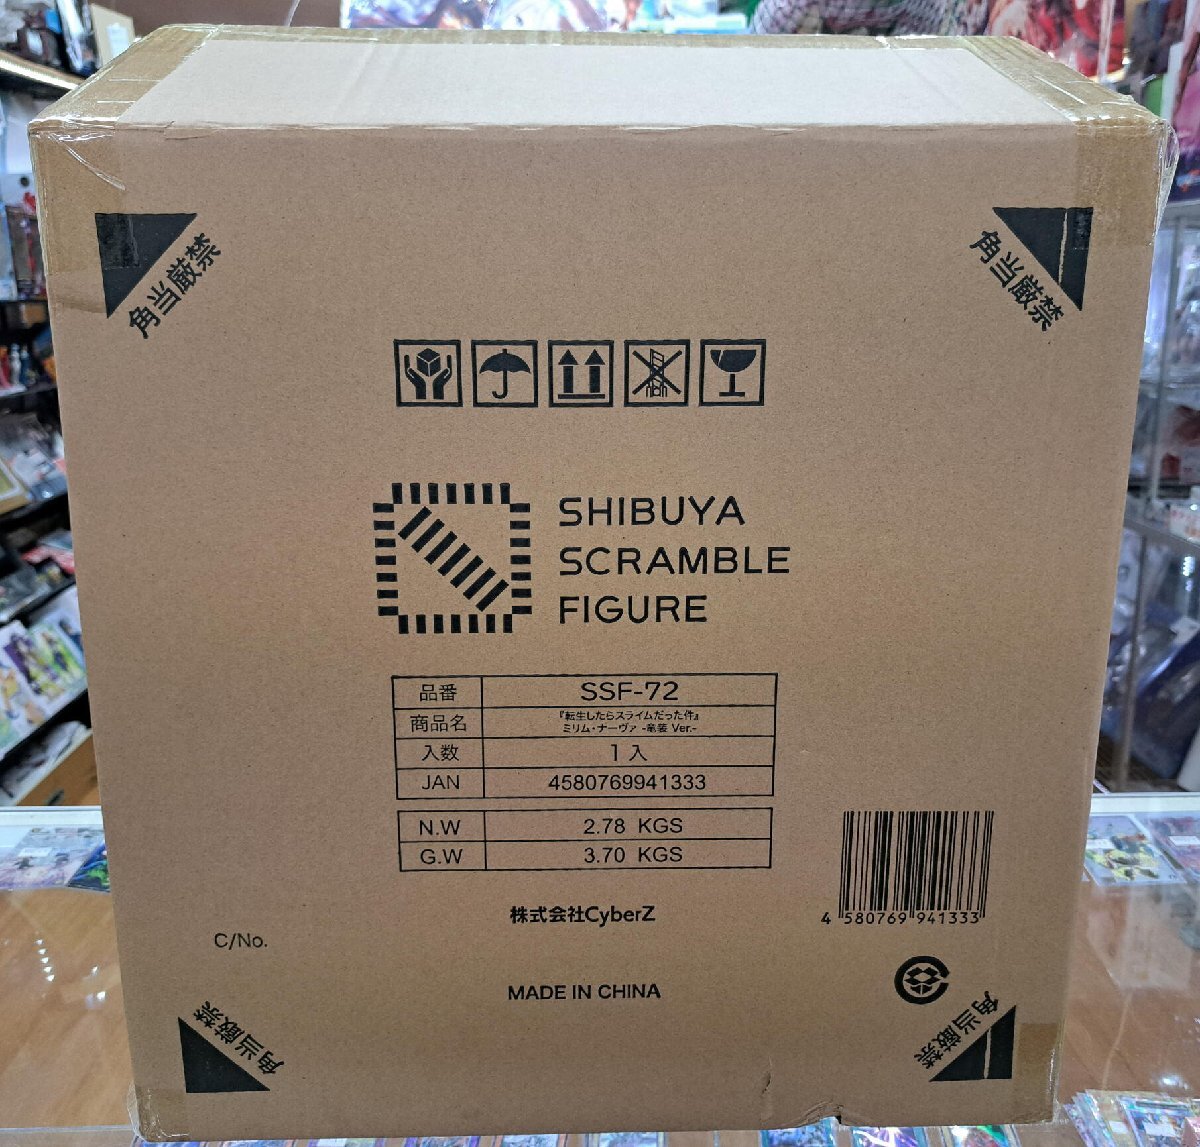 角当厳禁
角当厳禁
SHIBUYA
SCRAMBLE
FIGURE
品番 SSF-72
商品名 『転生したらスライムだった件』
ミリム・ナーヴァ -竜装 Ver.-
入数 1入
JAN 4580769941333
N.W 2.78 KGS
G.W 3.70 KGS
4 580769 941333
株式会社CyberZ
C/No.
MADE IN CHINA
角当厳禁
角当厳禁